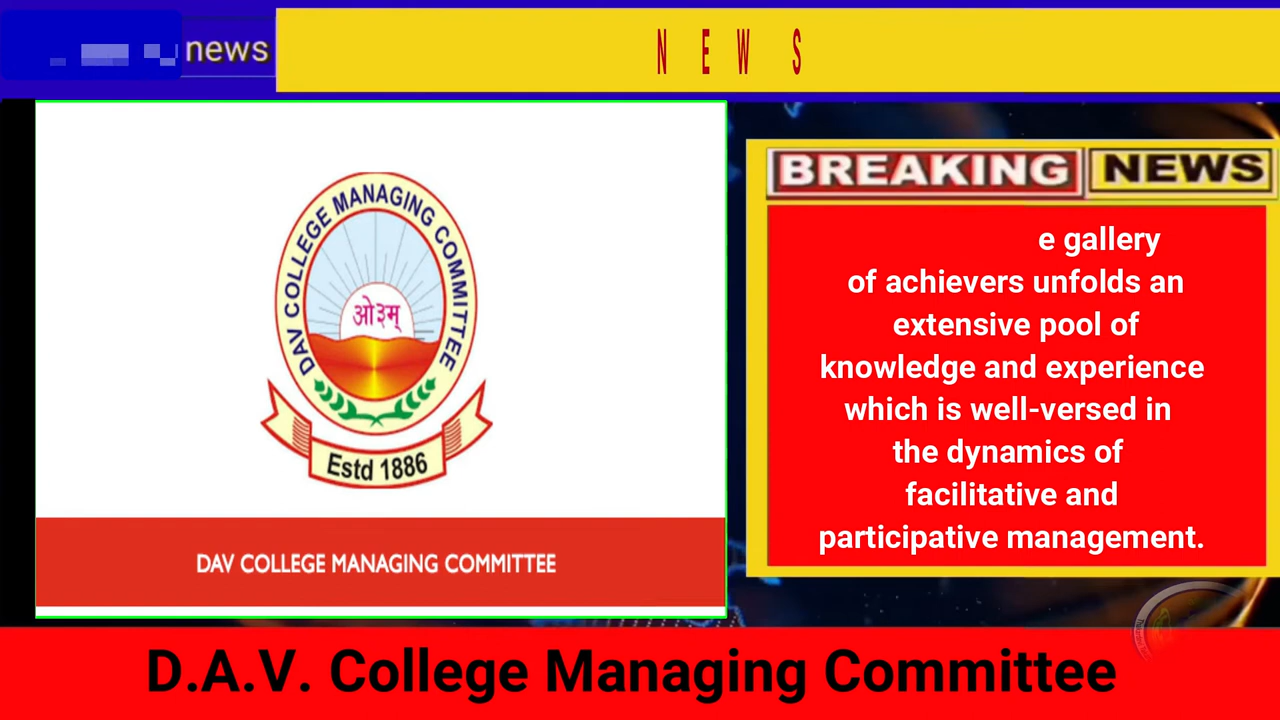 news
N E W S
DAV COLLEGE MANAGING COMMITTEE
ओ३म्
Estd 1886
DAV COLLEGE MANAGING COMMITTEE
BREAKING NEWS
e gallery
of achievers unfolds an
extensive pool of
knowledge and experience
which is well-versed in
the dynamics of
facilitative and
participative management.
D.A.V. College Managing Committee